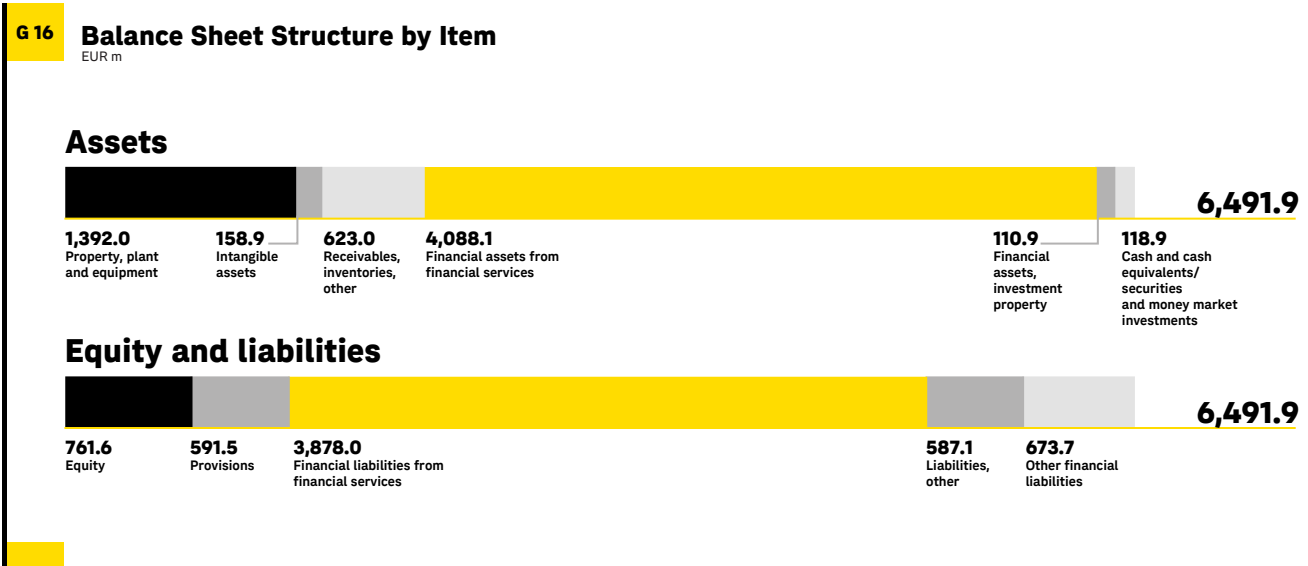 G 16
Balance Sheet Structure by Item
EUR m
Assets
6,491.9
1,392.0
Property, plant
and equipment
158.9
Intangible
assets
623.0
Receivables,
inventories,
other
4,088.1
Financial assets from
financial services
110.9
Financial
assets,
investment
property
118.9
Cash and cash
equivalents/
securities
and money market
investments
Equity and liabilities
6,491.9
761.6
Equity
591.5
Provisions
3,878.0
Financial liabilities from
financial services
587.1
Liabilities,
other
673.7
Other financial
liabilities